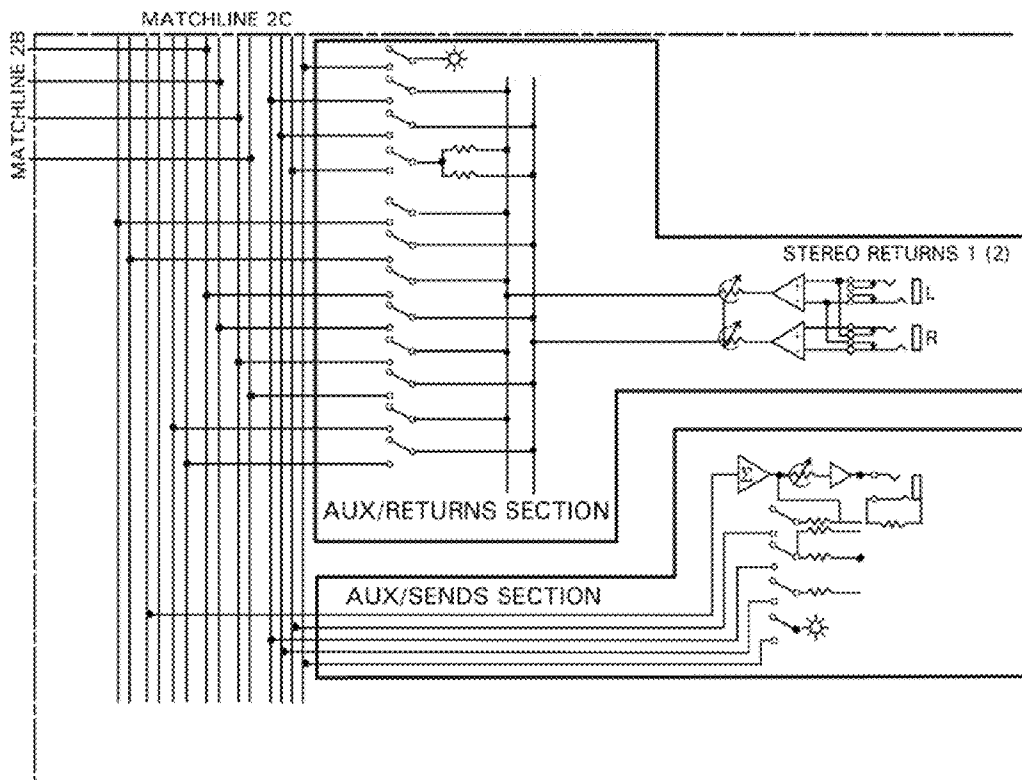 MATCHLINE 2C
MATCHLINE 2B
STEREO RETURNS 1 (2)
L
R
Σ
AUX/RETURNS SECTION
AUX/SENDS SECTION